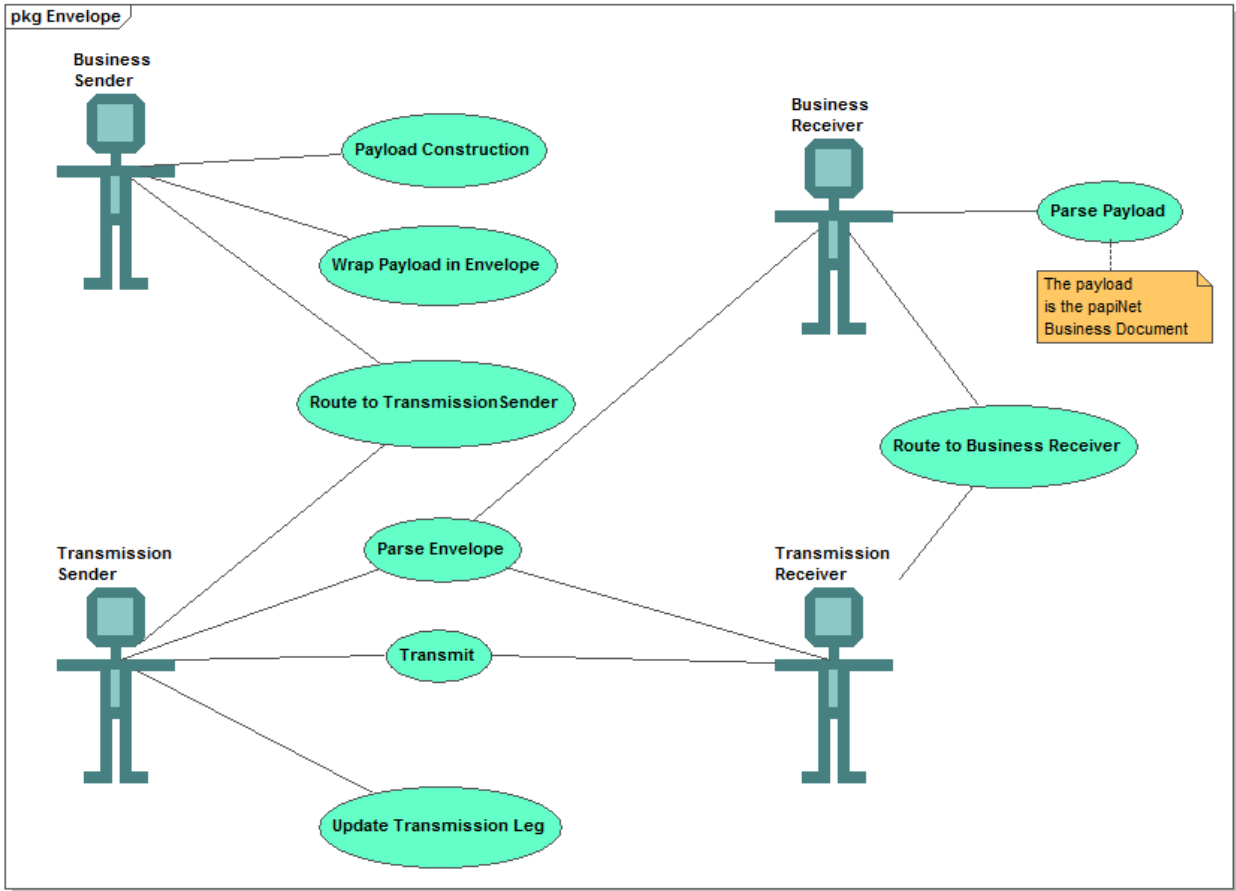 pkg Envelope
Business
Sender
Payload Construction
Wrap Payload in Envelope
Route to TransmissionSender
Business
Receiver
Parse Payload
The payload
is the papiNet
Business Document
Route to Business Receiver
Transmission
Sender
Parse Envelope
Transmit
Update Transmission Leg
Transmission
Receiver